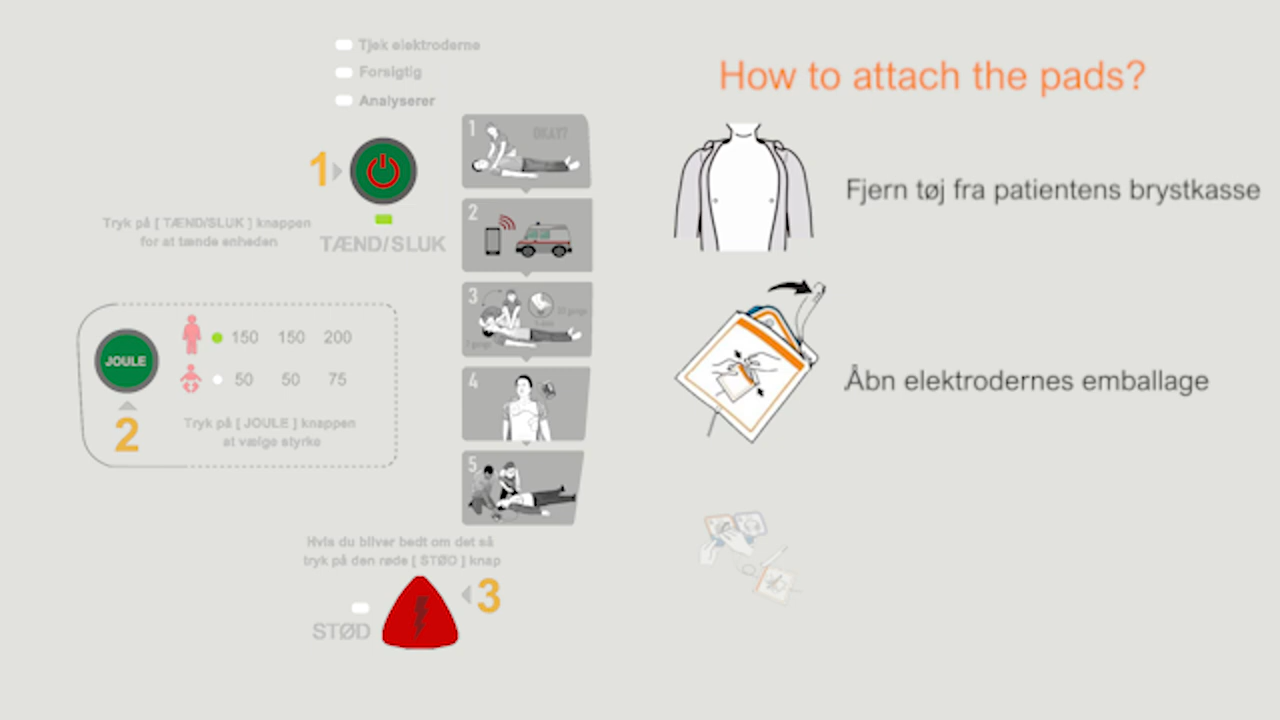 Tjek elektroderne
Forsigtig
Analyserer
1
Tryk på [ TÆND/SLUK ] knappen
for at tænde enheden
TÆND/SLUK
JOULE
150 150 200
50 50 75
2
Tryk på [ JOULE ] knappen
at vælge styrke
1
2
3
4
5
Hvis du bliver bedt om det så
tryk på den røde [ STØD ] knap
3
STØD
How to attach the pads?
Fjern tøj fra patientens brystkasse
Åbn elektrodernes emballage